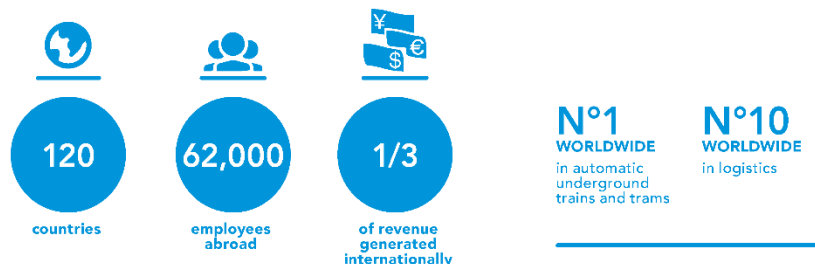 ¥
€
$
120
countries
62,000
employees
abroad
1/3
of revenue
generated
internationally
N°1
WORLDWIDE
in automatic
underground
trains and trams
N°10
WORLDWIDE
in logistics